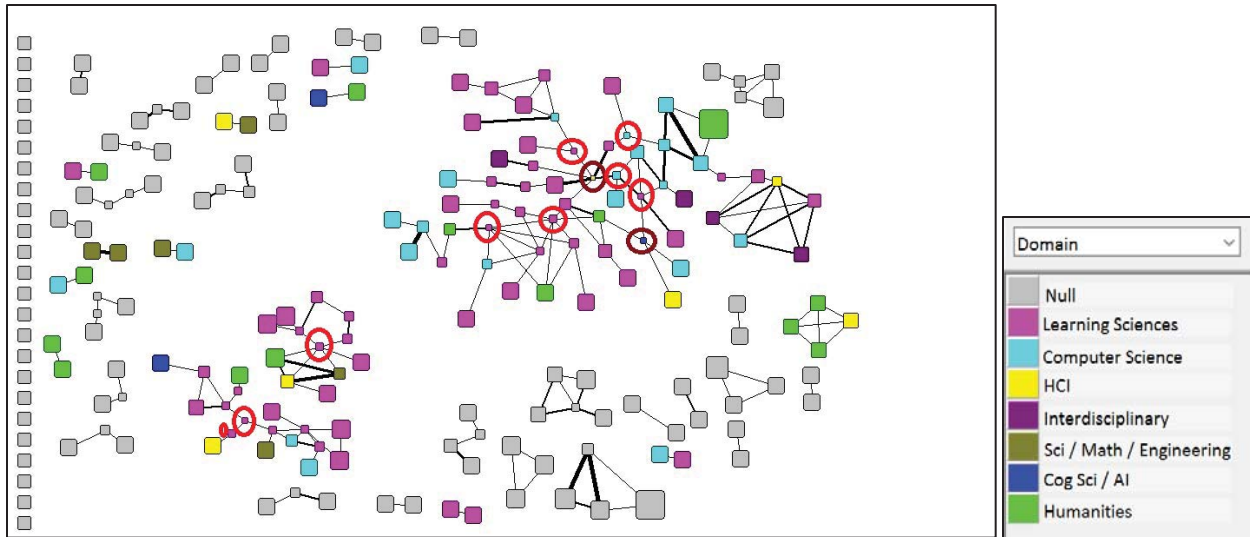 Domain
Null
Learning Sciences
Computer Science
HCI
Interdisciplinary
Sci / Math / Engineering
Cog Sci / AI
Humanities